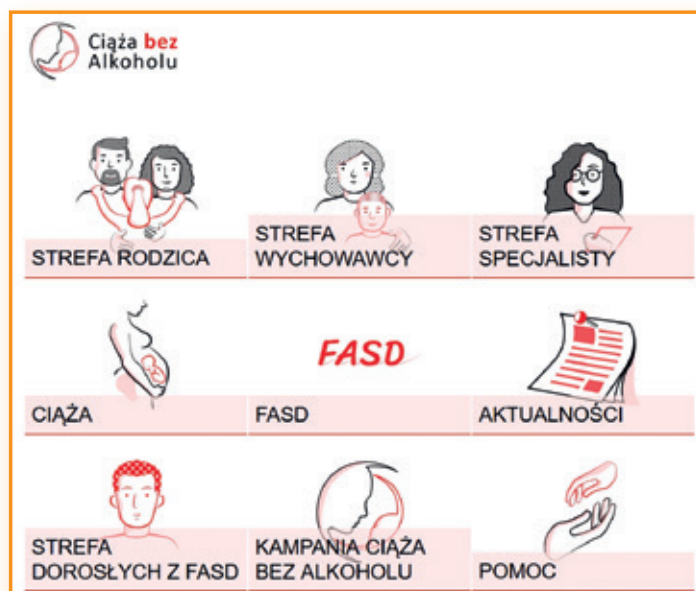 Ciąża bez
Alkoholu
STREFA RODZICA
STREFA
WYCHOWAWCY
STREFA
SPECJALISTY
CIĄŻA
FASD
FASD
AKTUALNOŚCI
STREFA
DOROSŁYCH Z FASD
KAMPANIA CIĄŻA
BEZ ALKOHOLU
POMOC